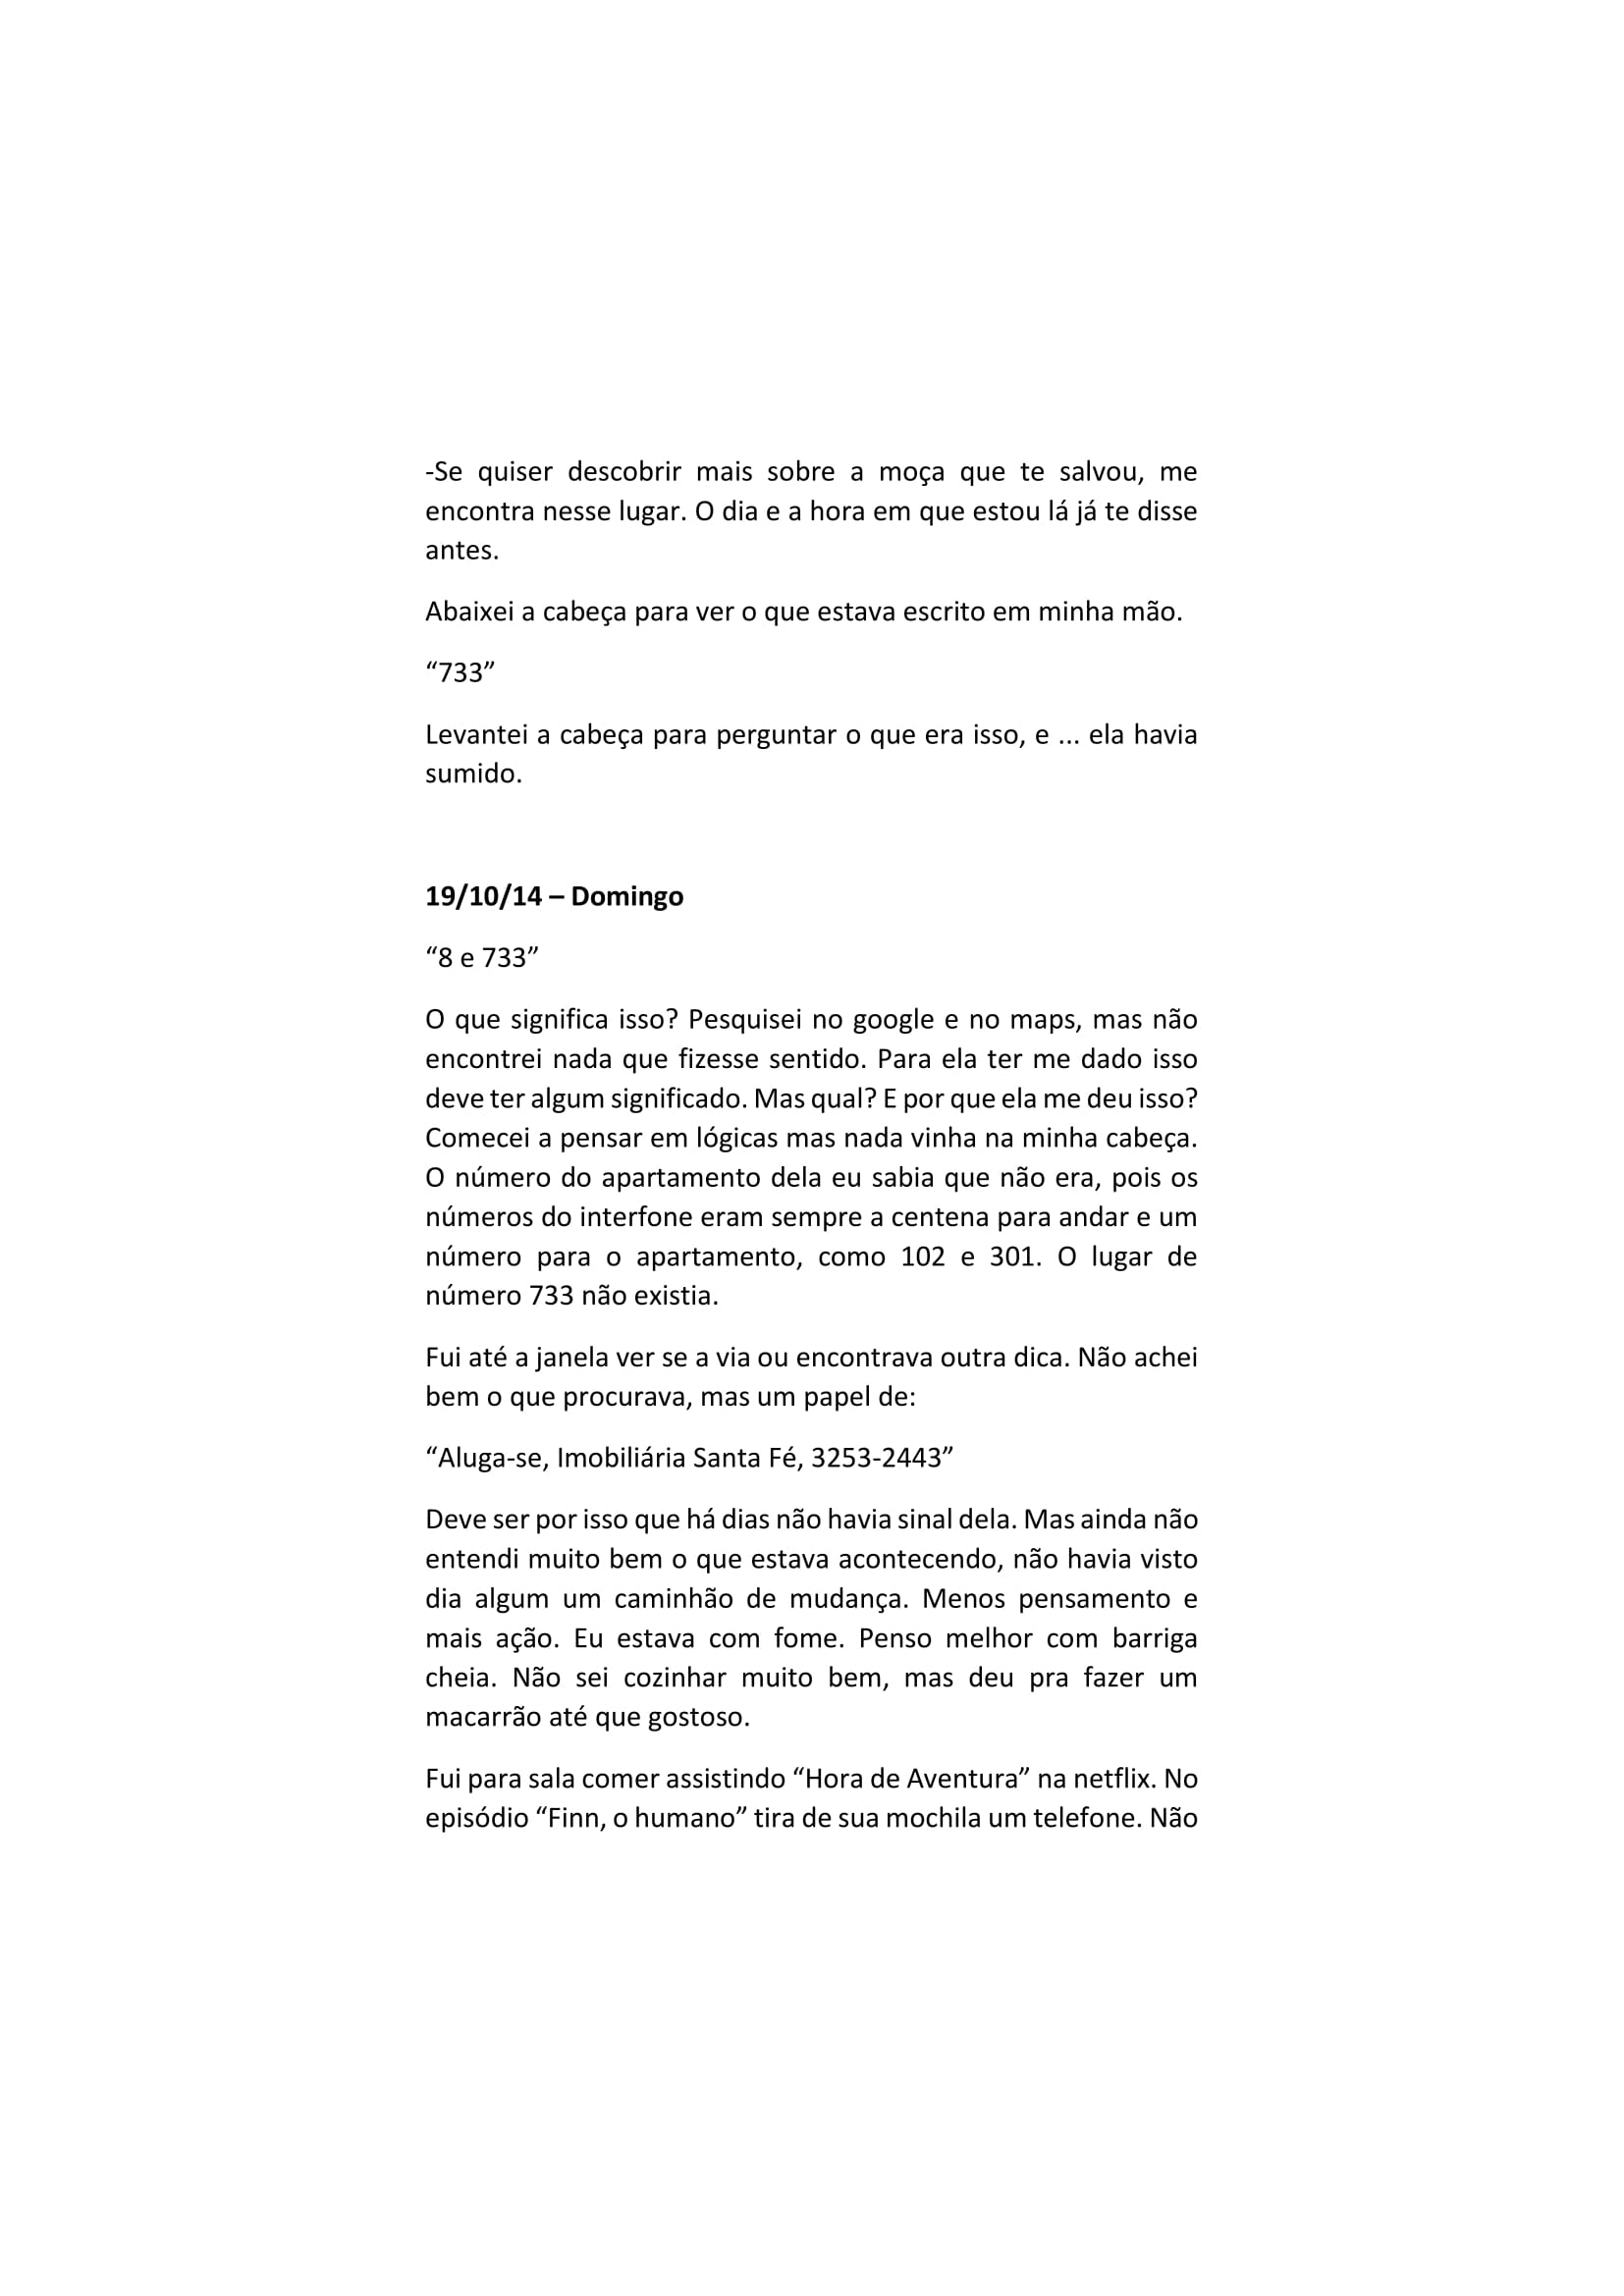 -Se quiser descobrir mais sobre a moça que te salvou, me
encontra nesse lugar. O dia e a hora em que estou lá já te disse
antes.
Abaixei a cabeça para ver o que estava escrito em minha mão.
“733”
Levantei a cabeça para perguntar o que era isso, e ... ela havia
sumido.
19/10/14 – Domingo
“8 e 733”
O que significa isso? Pesquisei no google e no maps, mas não
encontrei nada que fizesse sentido. Para ela ter me dado isso
deve ter algum significado. Mas qual? E por que ela me deu isso?
Comecei a pensar em lógicas mas nada vinha na minha cabeça.
O número do apartamento dela eu sabia que não era, pois os
números do interfone eram sempre a centena para andar e um
número para o apartamento, como 102 e 301. O lugar de
número 733 não existia.
Fui até a janela ver se a via ou encontrava outra dica. Não achei
bem o que procurava, mas um papel de:
“Aluga-se, Imobiliária Santa Fé, 3253-2443”
Deve ser por isso que há dias não havia sinal dela. Mas ainda não
entendi muito bem o que estava acontecendo, não havia visto
dia algum um caminhão de mudança. Menos pensamento e
mais ação. Eu estava com fome. Penso melhor com barriga
cheia. Não sei cozinhar muito bem, mas deu pra fazer um
macarrão até que gostoso.
Fui para sala comer assistindo “Hora de Aventura” na netflix. No
episódio “Finn, o humano” tira de sua mochila um telefone. Não